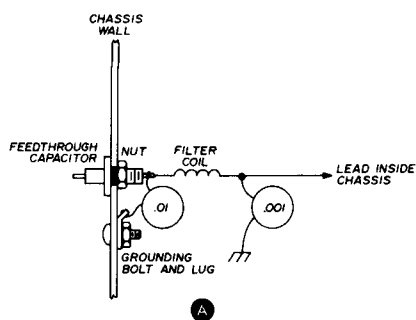 CHASSIS
WALL
FEEDTHROUGH
CAPACITOR
NUT
FILTER
COIL
LEAD INSIDE
CHASSIS
.01
.001
GROUNDING
BOLT AND LUG
A